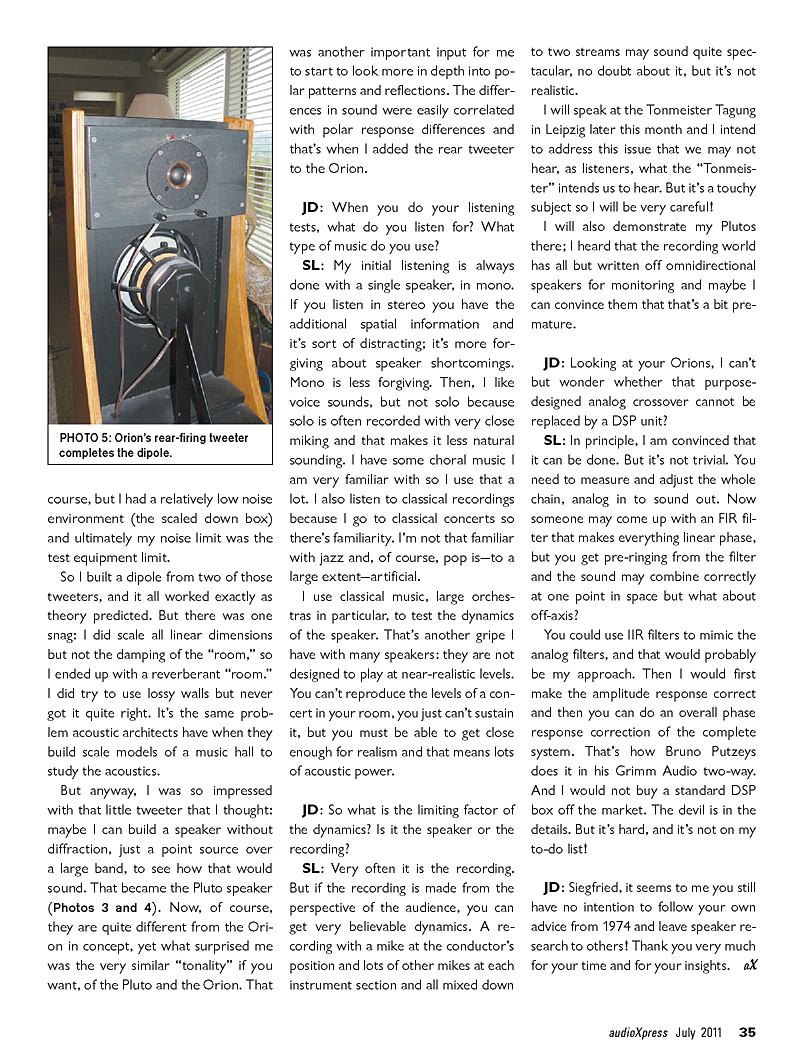 PHOTO 5: Orion's rear-firing tweeter
completes the dipole.
course, but I had a relatively low noise
environment (the scaled down box)
and ultimately my noise limit was the
test equipment limit.
So I built a dipole from two of those
tweeters, and it all worked exactly as
theory predicted. But there was one
snag: I did scale all linear dimensions
but not the damping of the “room,” so
I ended up with a reverberant “room.”
I did try to use lossy walls but never
got it quite right. It's the same prob-
lem acoustic architects have when they
build scale models of a music hall to
study the acoustics.
But anyway, I was so impressed
with that little tweeter that I thought:
maybe I can build a speaker without
diffraction, just a point source over
a large band, to see how that would
sound. That became the Pluto speaker
(Photos 3 and 4). Now, of course,
they are quite different from the Ori-
on in concept, yet what surprised me
was the very similar “tonality” if you
want, of the Pluto and the Orion. That
was another important input for me
to start to look more in depth into po-
lar patterns and reflections. The differ-
ences in sound were easily correlated
with polar response differences and
that's when I added the rear tweeter
to the Orion.
JD: When you do your listening
tests, what do you listen for? What
type of music do you use?
SL: My initial listening is always
done with a single speaker, in mono.
If you listen in stereo you have the
additional spatial information and
it's sort of distracting; it's more for-
giving about speaker shortcomings.
Mono is less forgiving. Then, I like
voice sounds, but not solo because
solo is often recorded with very close
miking and that makes it less natural
sounding. I have some choral music I
am very familiar with so I use that a
lot. I also listen to classical recordings
because I go to classical concerts so
there's familiarity. I'm not that familiar
with jazz and, of course, pop is—to a
large extent—artificial.
I use classical music, large orches-
tras in particular, to test the dynamics
of the speaker. That's another gripe I
have with many speakers: they are not
designed to play at near-realistic levels.
You can't reproduce the levels of a con-
cert in your room, you just can't sustain
it, but you must be able to get close
enough for realism and that means lots
of acoustic power.
JD: So what is the limiting factor of
the dynamics? Is it the speaker or the
recording?
SL: Very often it is the recording.
But if the recording is made from the
perspective of the audience, you can
get very believable dynamics. A re-
cording with a mike at the conductor's
position and lots of other mikes at each
instrument section and all mixed down
to two streams may sound quite spec-
tacular, no doubt about it, but it's not
realistic.
I will speak at the Tonmeister Tagung
in Leipzig later this month and I intend
to address this issue that we may not
hear, as listeners, what the “Tonmeis-
ter” intends us to hear. But it's a touchy
subject so I will be very careful!
I will also demonstrate my Plutos
there; I heard that the recording world
has all but written off omnidirectional
speakers for monitoring and maybe I
can convince them that that's a bit pre-
mature.
JD: Looking at your Orions, I can't
but wonder whether that purpose-
designed analog crossover cannot be
replaced by a DSP unit?
SL: In principle, I am convinced that
it can be done. But it's not trivial. You
need to measure and adjust the whole
chain, analog in to sound out. Now
someone may come up with an FIR fil-
ter that makes everything linear phase,
but you get pre-ringing from the filter
and the sound may combine correctly
at one point in space but what about
off-axis?
You could use IIR filters to mimic the
analog filters, and that would probably
be my approach. Then I would first
make the amplitude response correct
and then you can do an overall phase
response correction of the complete
system. That's how Bruno Putzeys
does it in his Grimm Audio two-way.
And I would not buy a standard DSP
box off the market. The devil is in the
details. But it's hard, and it's not on my
to-do list!
JD: Siegfried, it seems to me you still
have no intention to follow your own
advice from 1974 and leave speaker re-
search to others! Thank you very much
for your time and for your insights. aX
audioXpress July 2011 35